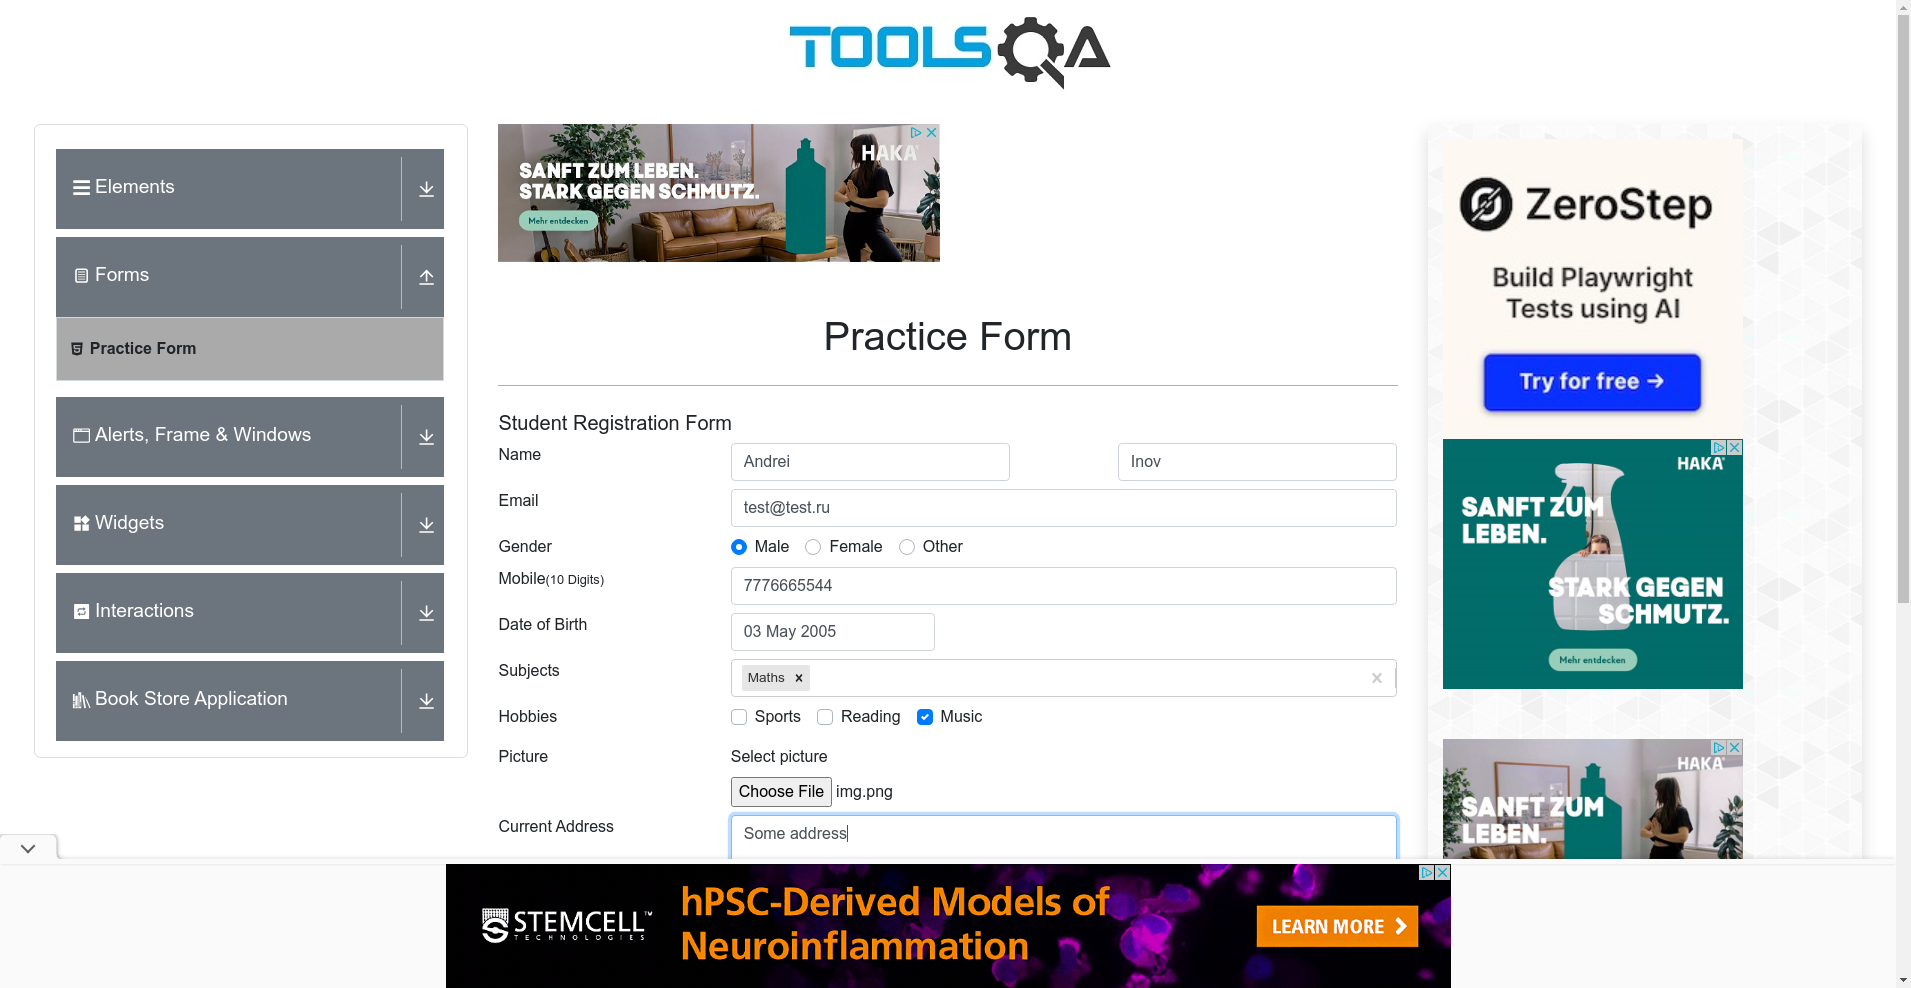 TOOLSQA
Elements
Forms
Practice Form
Alerts, Frame & Windows
Widgets
Interactions
Book Store Application
HAKA
SANFT ZUM LEBEN.
STARK GEGEN SCHMUTZ.
Mehr entdecken
Practice Form
Student Registration Form
Name Andrei Inov
Email test@test.ru
Gender Male Female Other
Mobile(10 Digits) 7776665544
Date of Birth 03 May 2005
Subjects Maths
Hobbies Sports Reading Music
Picture Select picture
Choose File img.png
Current Address Some address
ZeroStep
Build Playwright
Tests using AI
Try for free →
HAKA
SANFT ZUM
LEBEN.
STARK GEGEN
SCHMUTZ.
Mehr entdecken
HAKA
SANFT ZUM
LEBEN.
STEMCELL™
TECHNOLOGIES
hPSC-Derived Models of
Neuroinflammation
LEARN MORE